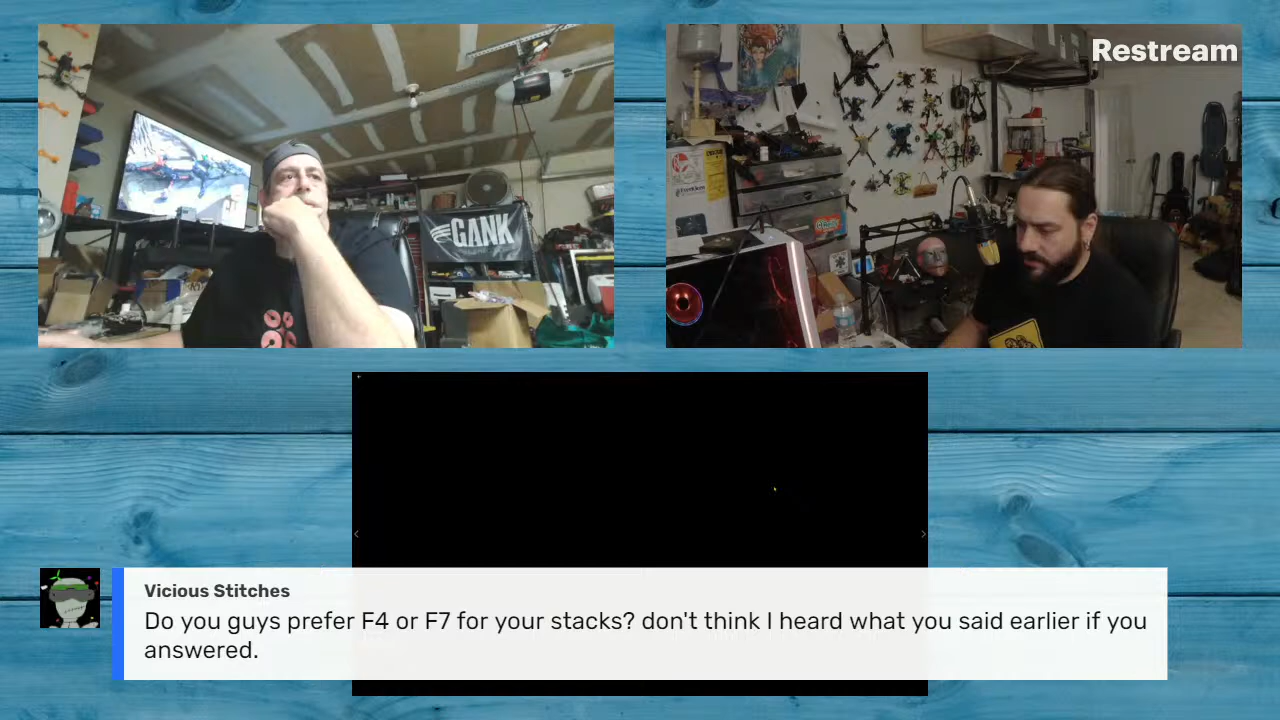 Restream
GANK
Vicious Stitches
Do you guys prefer F4 or F7 for your stacks? don't think I heard what you said earlier if you
answered.